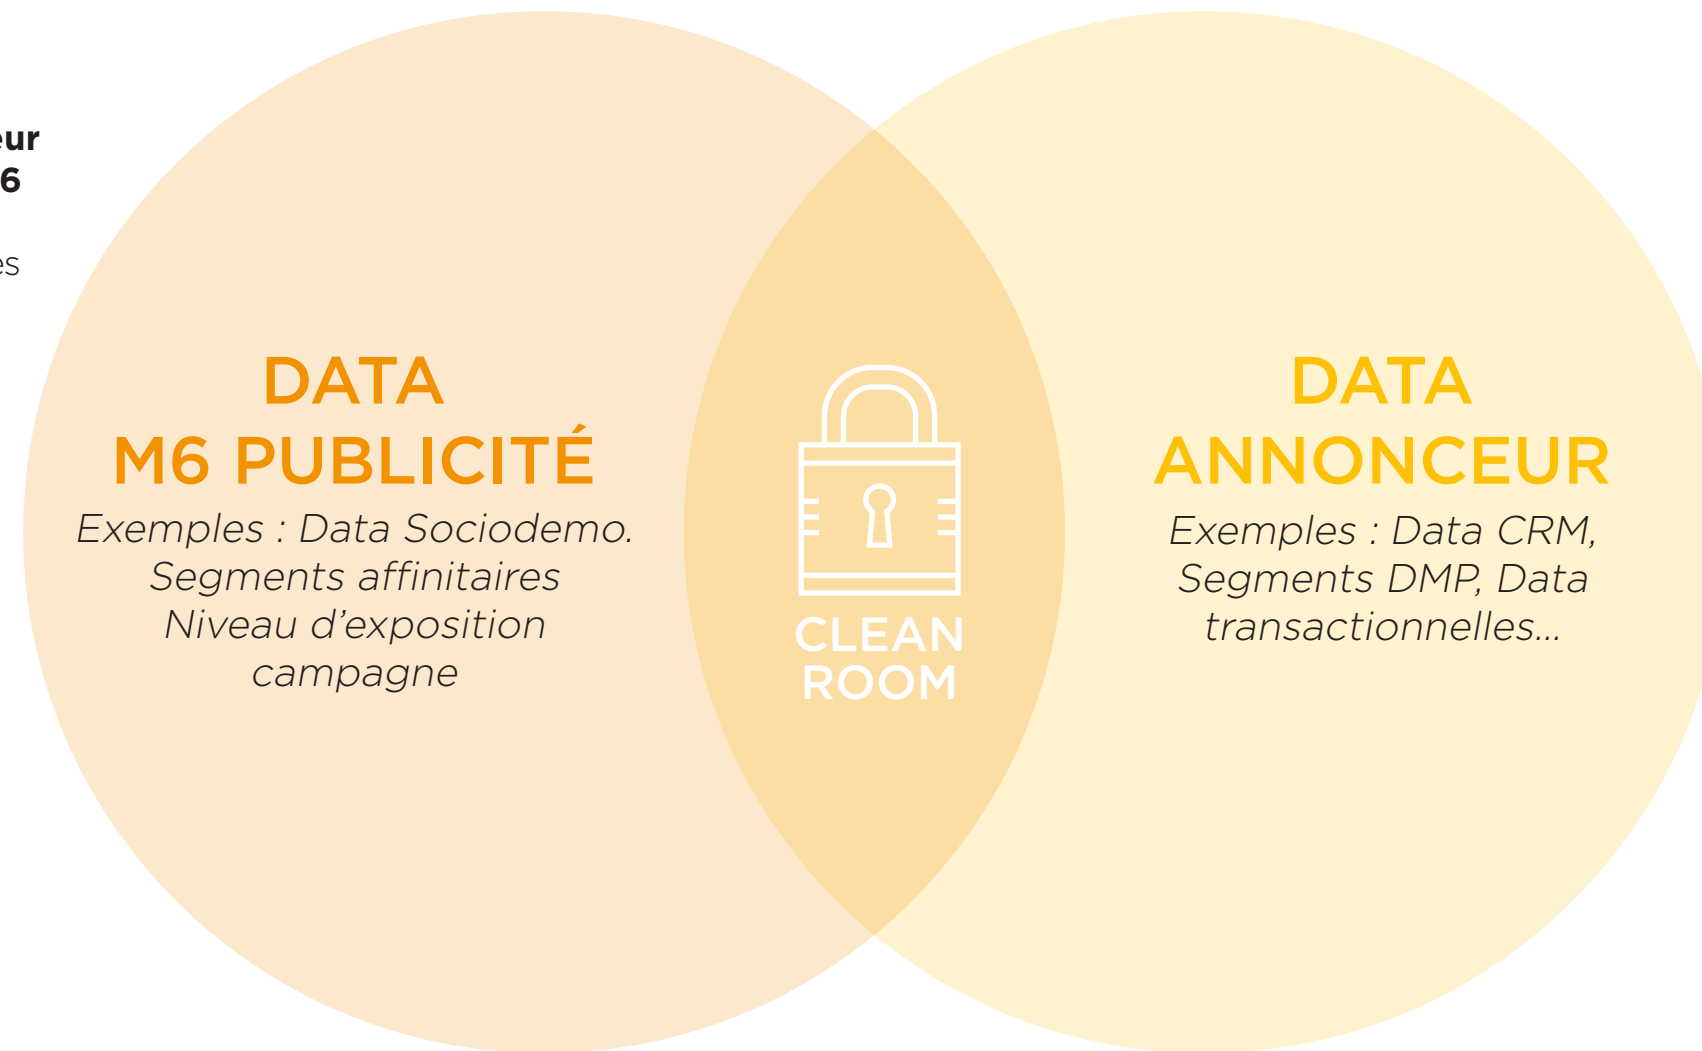 DATA
M6 PUBLICITÉ
Exemples : Data Sociodemo.
Segments affinitaires
Niveau d’exposition
campagne
CLEAN
ROOM
DATA
ANNONCEUR
Exemples : Data CRM,
Segments DMP, Data
transactionnelles...